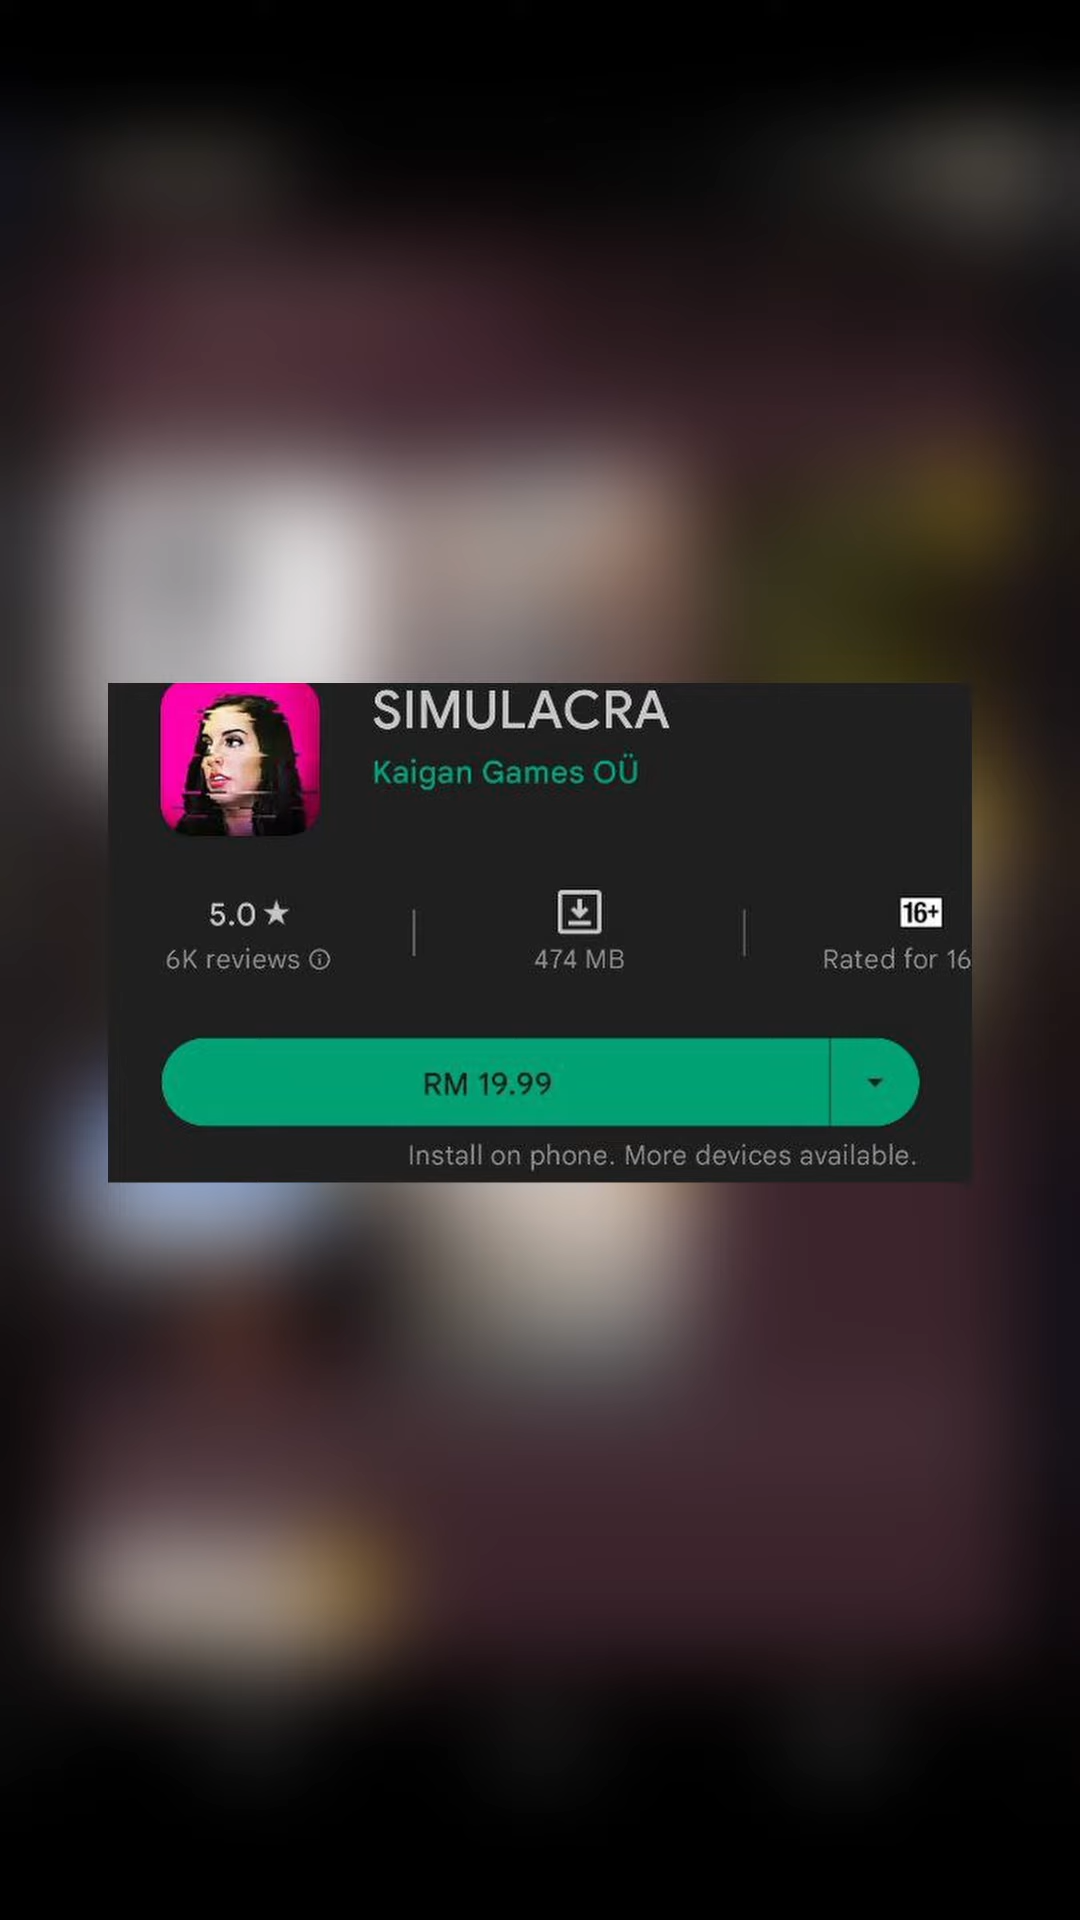 SIMULACRA
Kaigan Games OÜ
5.0 ★
6K reviews
474 MB
16+
Rated for 16
RM 19.99
Install on phone. More devices available.